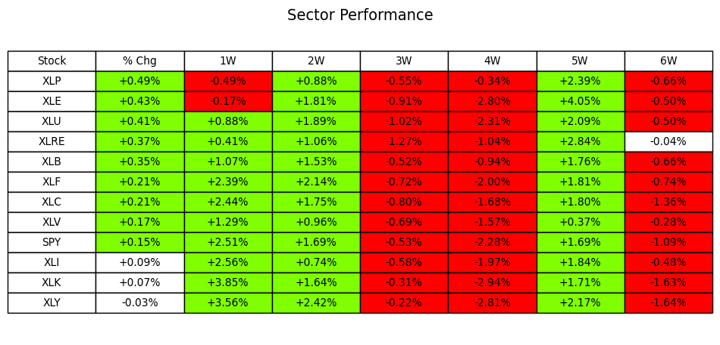 Sector Performance
Stock % Chg 1W 2W 3W 4W 5W 6W
XLP +0.49% -0.49% +0.88% -0.55% -0.34% +2.39% -0.66%
XLE +0.43% -0.17% +1.81% -0.91% -2.80% +4.05% -0.50%
XLU +0.41% +0.88% +1.89% -1.02% -2.31% +2.09% -0.50%
XLRE +0.37% +0.41% +1.06% -1.27% -1.04% +2.84% -0.04%
XLB +0.35% +1.07% +1.53% -0.52% -0.94% +1.76% -0.66%
XLF +0.21% +2.39% +2.14% -0.72% -2.00% +1.81% -0.74%
XLC +0.21% +2.44% +1.75% -0.80% -1.68% +1.80% -1.36%
XLV +0.17% +1.29% +0.96% -0.69% -1.57% +0.37% -0.28%
SPY +0.15% +2.51% +1.69% -0.53% -2.28% +1.69% -1.09%
XLI +0.09% +2.56% +0.74% -0.58% -1.97% +1.84% -0.48%
XLK +0.07% +3.85% +1.64% -0.31% -2.94% +1.71% -1.63%
XLY -0.03% +3.56% +2.42% -0.22% -2.81% +2.17% -1.64%